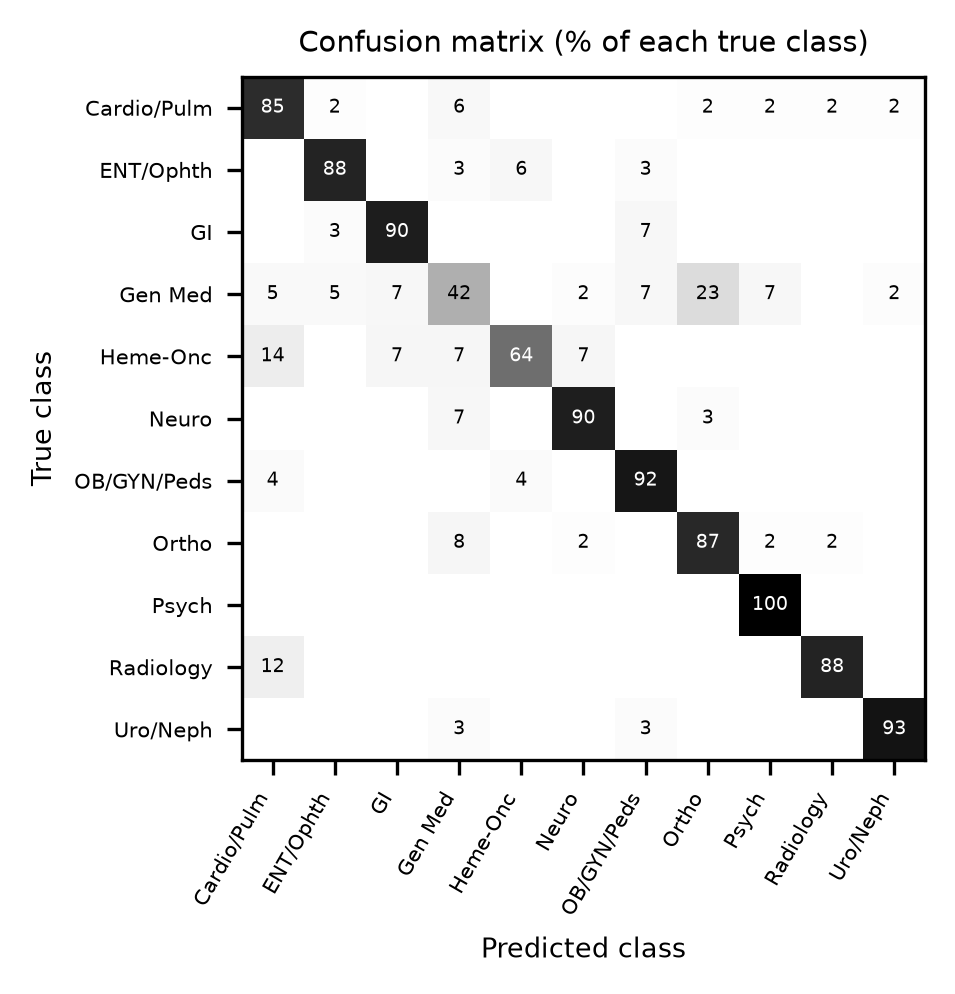 Confusion matrix (% of each true class)
True class
Cardio/Pulm 85 2 6 2 2 2 2
ENT/Ophth 88 3 6 3
GI 3 90 7
Gen Med 5 5 7 42 2 7 23 7 2
Heme-Onc 14 7 7 64 7
Neuro 7 90 3
OB/GYN/Peds 4 4 92
Ortho 8 2 87 2 2
Psych 100
Radiology 12 88
Uro/Neph 3 3 93
Cardio/Pulm ENT/Ophth GI Gen Med Heme-Onc Neuro OB/GYN/Peds Ortho Psych Radiology Uro/Neph
Predicted class